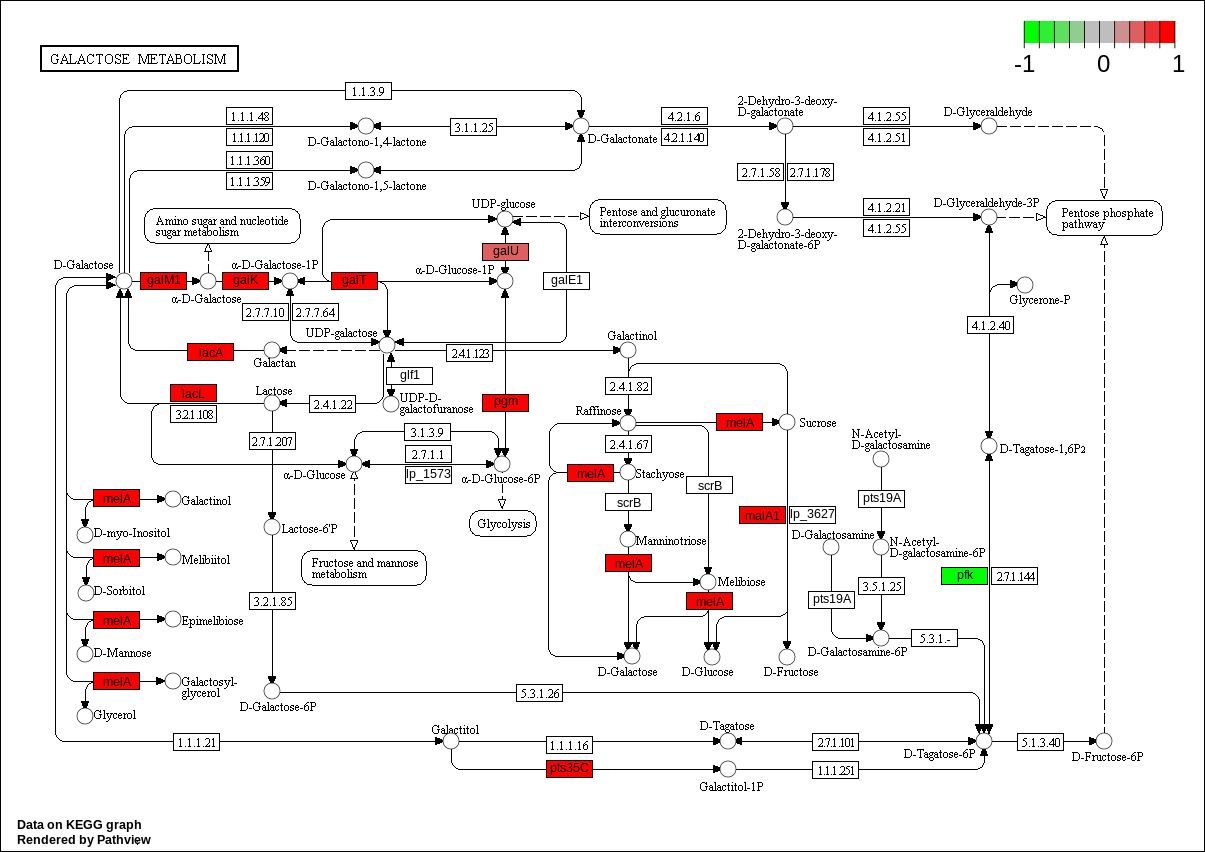 GALACTOSE METABOLISM
-1 0 1
1.1.3.9
1.1.1.48
1.1.1.120
D-Galactono-1,4-lactone
3.1.1.25
D-Galactonate
4.2.1.6
4.2.1.140
2-Dehydro-3-deoxy-
D-galactonate
4.1.2.55
4.1.2.51
D-Glyceraldehyde
1.1.1.360
1.1.1.359
D-Galactono-1,5-lactone
2.7.1.58
2.7.1.178
Amino sugar and nucleotide
sugar metabolism
UDP-glucose
Pentose and glucuronate
interconversions
2-Dehydro-3-deoxy-
D-galactonate-6P
4.1.2.21
4.1.2.55
D-Glyceraldehyde-3P
Pentose phosphate
pathway
galU
D-Galactose
galM1
α-D-Galactose
galK
α-D-Galactose-1P
galT
α-D-Glucose-1P
galE1
Glycerone-P
2.7.7.10
2.7.7.64
4.1.2.40
UDP-galactose
Galactinol
lacA
Galactan
2.4.1.123
glf1
2.4.1.82
lacL
3.2.1.108
Lactose
2.4.1.22
UDP-D-
galactofuranose
pgm
Raffinose
melA
Sucrose
2.7.1.207
3.1.3.9
2.7.1.1
lp_1573
α-D-Glucose
α-D-Glucose-6P
2.4.1.67
N-Acetyl-
D-galactosamine
D-Tagatose-1,6P2
melA
Stachyose
scrB
scrB
pts19A
melA
Galactinol
D-myo-Inositol
Lactose-6'P
Glycolysis
malA1
lp_3627
Manninotriose
D-Galactosamine
N-Acetyl-
D-galactosamine-6P
melA
Melibiitol
D-Sorbitol
Fructose and mannose
metabolism
melA
Melibiose
pfk
2.7.1.144
3.2.1.85
melA
pts19A
3.5.1.25
melA
Epimelibiose
D-Mannose
D-Galactosamine-6P
5.3.1.-
D-Galactose
D-Glucose
D-Fructose
melA
Galactosyl-
glycerol
Glycerol
D-Galactose-6P
5.3.1.26
1.1.1.21
Galactitol
1.1.1.16
D-Tagatose
2.7.1.101
D-Tagatose-6P
5.1.3.40
D-Fructose-6P
pts35C
Galactitol-1P
1.1.1.251
Data on KEGG graph
Rendered by Pathview